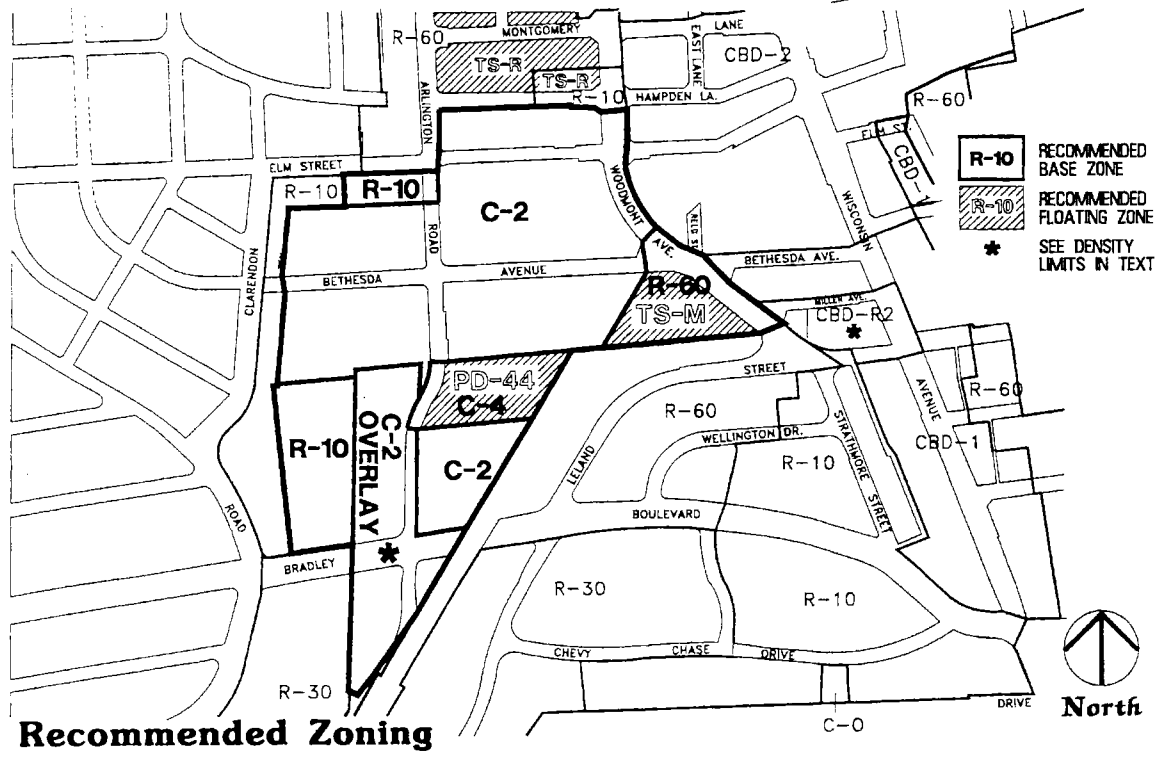 LANE
MONTGOMERY
R-60
EAST LANE
CBD-2
TS-R
TS-R
R-10
HAMPDEN LA.
R-60
ARLINGTON
ELM ST.
CBD-1
R-10
RECOMMENDED
BASE ZONE
R-10
RECOMMENDED
FLOATING ZONE
*
SEE DENSITY
LIMITS IN TEXT
ELM STREET
R-10
R-10
C-2
WOODMONT
AVE.
REED ST.
WISCONSIN
ROAD
CLARENDON
BETHESDA
AVENUE
BETHESDA AVE.
R-60
TS-M
MILLER AVE.
CBD-R2
*
STREET
PD-44
C-4
R-60
R-60
AVENUE
CBD-1
C-2
OVERLAY
*
R-10
C-2
LELAND
WELLINGTON DR.
R-10
STRATHMORE STREET
ROAD
BOULEVARD
BRADLEY
R-30
R-10
CHEVY
CHASE
DRIVE
R-30
DRIVE
C-O
North
Recommended Zoning